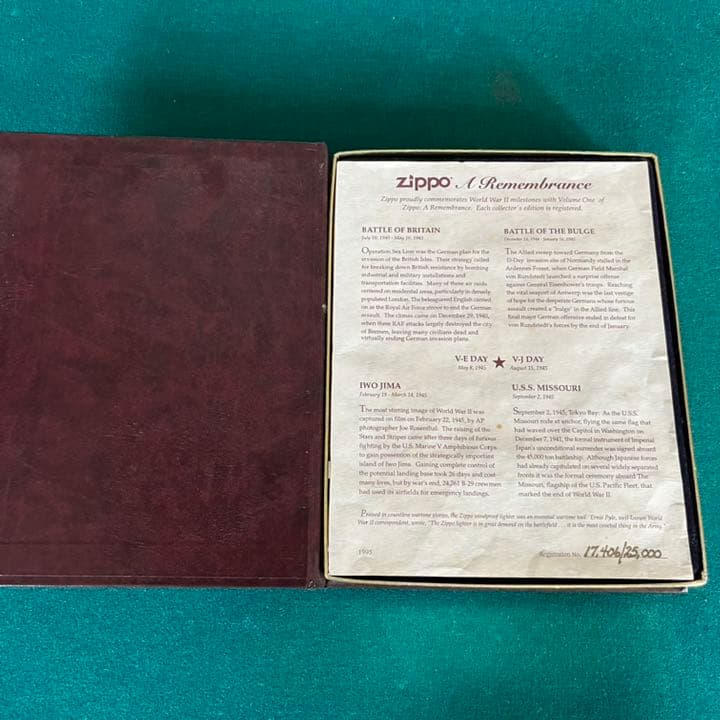 zippo A Remembrance
Zippo proudly commemorates World War II milestones with Volume One of
Zippo: A Remembrance. Each collector's edition is registered.
BATTLE OF BRITAIN
July 10, 1940 - May 10, 1941
Operation Sea Lion was the German plan for the
invasion of the British Isles. Their strategy called
for breaking down British resistance by bombing
industrial and military installations and
transportation facilities. Many of these air raids
centered on residential areas, particularly in densely
populated London. The beleaguered English carried
on as the Royal Air Force strove to end the German
assault. The climax came on December 29, 1940,
when three RAF attacks largely destroyed the city
of Bremen, leaving many civilians dead and
virtually ending German invasion plans.
BATTLE OF THE BULGE
December 16, 1944 - January 16, 1945
The Allied sweep toward Germany from the
D-Day invasion site of Normandy stalled in the
Ardennes Forest, when German Field Marshal
von Rundstedt launched a surprise offense
against General Eisenhower's troops. Reaching
the vital seaport of Antwerp was the last vestige
of hope for the desperate Germans whose furious
assault created a "bulge" in the Allied line. This
final major German offensive ended in defeat for
von Rundstedt's forces by the end of January.
V-E DAY ★ V-J DAY
May 8, 1945 August 15, 1945
IWO JIMA
February 19 - March 14, 1945
The most stirring image of World War II was
captured on film on February 22, 1945, by AP
photographer Joe Rosenthal. The raising of the
Stars and Stripes came after three days of furious
fighting by the U.S. Marine V Amphibious Corps
to gain possession of the strategically important
island of Iwo Jima. Gaining complete control of
the potential landing base took 26 days and cost
many lives, but by war's end, 24,761 B-29 crewmen
had used its airfields for emergency landings.
U.S.S. MISSOURI
September 2, 1945
September 2, 1945, Tokyo Bay: As the U.S.S.
Missouri rode at anchor, flying the same flag that
had waved over the Capitol in Washington on
December 7, 1941, the formal instrument of Imperial
Japan's unconditional surrender was signed aboard
the 45,000 ton battleship. Although Japanese forces
had already capitulated on several widely separated
fronts it was the formal ceremony aboard The
Missouri, flagship of the U.S. Pacific Fleet, that
marked the end of World War II.
Prized in countless wartime stories, the Zippo windproof lighter was an essential wartime tool. Ernie Pyle, well-known World
War II correspondent, wrote, "The Zippo lighter is in great demand on the battlefield . . . it is the most coveted thing in the Army."
1995
Registration No. 17,406/25,000